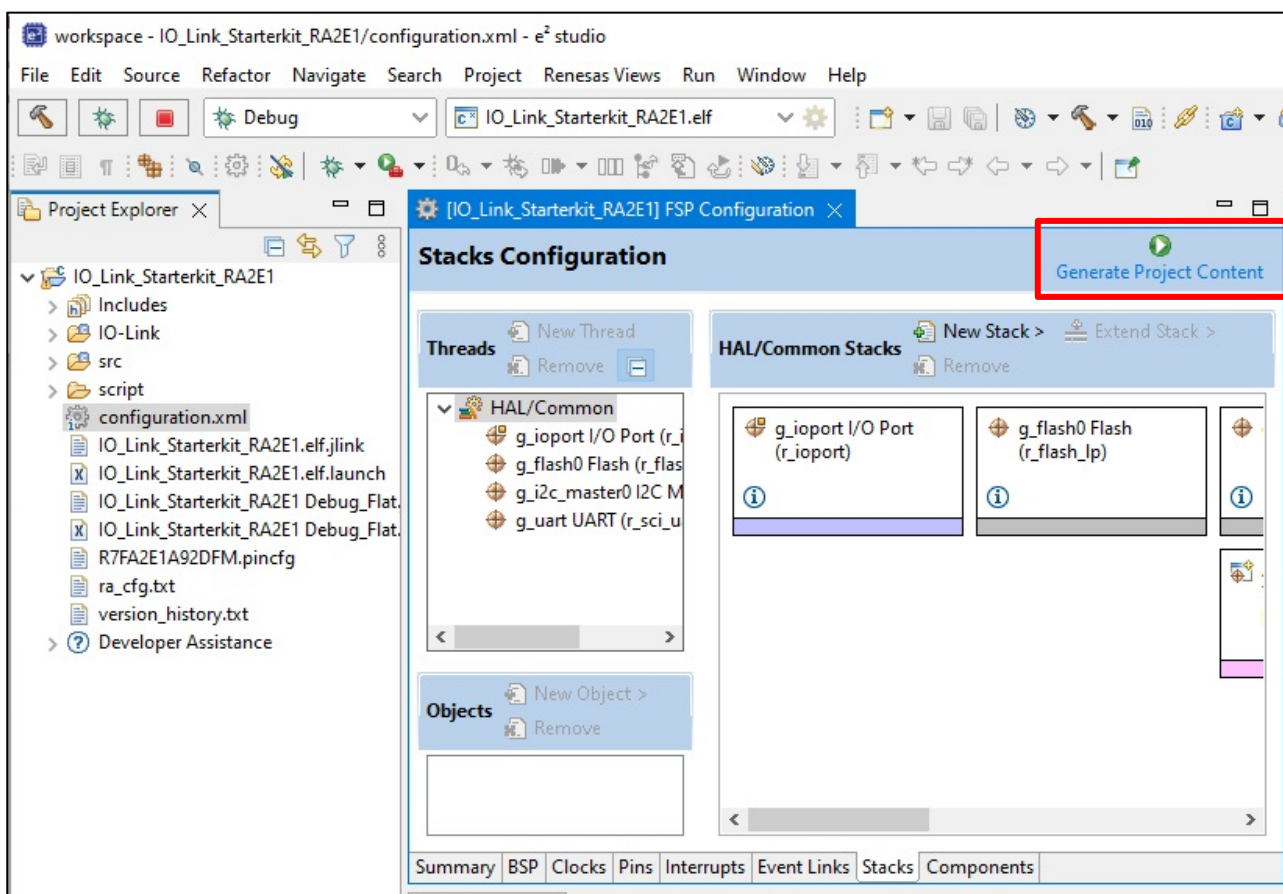 workspace - IO_Link_Starterkit_RA2E1/configuration.xml - e² studio
File Edit Source Refactor Navigate Search Project Renesas Views Run Window Help
Debug
IO_Link_Starterkit_RA2E1.elf
Project Explorer
[IO_Link_Starterkit_RA2E1] FSP Configuration
Stacks Configuration
Generate Project Content
IO_Link_Starterkit_RA2E1
Includes
IO-Link
src
script
configuration.xml
IO_Link_Starterkit_RA2E1.elf.jlink
IO_Link_Starterkit_RA2E1.elf.launch
IO_Link_Starterkit_RA2E1 Debug_Flat.
IO_Link_Starterkit_RA2E1 Debug_Flat.
R7FA2E1A92DFM.pincfg
ra_cfg.txt
version_history.txt
Developer Assistance
Threads
New Thread
Remove
HAL/Common
g_ioport I/O Port (r_i
g_flash0 Flash (r_flas
g_i2c_master0 I2C M
g_uart UART (r_sci_u
Objects
New Object >
Remove
HAL/Common Stacks
New Stack >
Extend Stack >
Remove
g_ioport I/O Port
(r_ioport)
g_flash0 Flash
(r_flash_lp)
Summary BSP Clocks Pins Interrupts Event Links Stacks Components